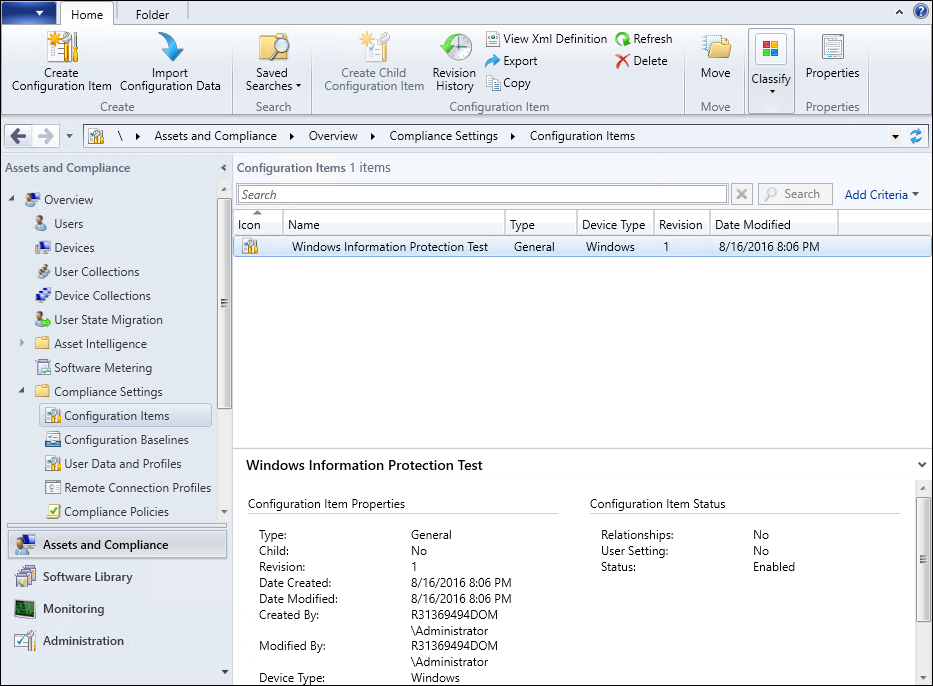 Home
Folder
Create
Configuration Item
Import
Configuration Data
Saved
Searches
Create Child
Configuration Item
Revision
History
View Xml Definition
Export
Copy
Refresh
Delete
Move
Classify
Properties
Create
Search
Configuration Item
Move
Properties
\ Assets and Compliance Overview Compliance Settings Configuration Items
Assets and Compliance
Overview
Users
Devices
User Collections
Device Collections
User State Migration
Asset Intelligence
Software Metering
Compliance Settings
Configuration Items
Configuration Baselines
User Data and Profiles
Remote Connection Profiles
Compliance Policies
Assets and Compliance
Software Library
Monitoring
Administration
Configuration Items 1 items
Search
Search
Add Criteria
Icon Name Type Device Type Revision Date Modified
Windows Information Protection Test General Windows 1 8/16/2016 8:06 PM
Windows Information Protection Test
Configuration Item Properties
Type: General
Child: No
Revision: 1
Date Created: 8/16/2016 8:06 PM
Date Modified: 8/16/2016 8:06 PM
Created By: R31369494DOM
\Administrator
Modified By: R31369494DOM
\Administrator
Device Type: Windows
Configuration Item Status
Relationships: No
User Setting: No
Status: Enabled